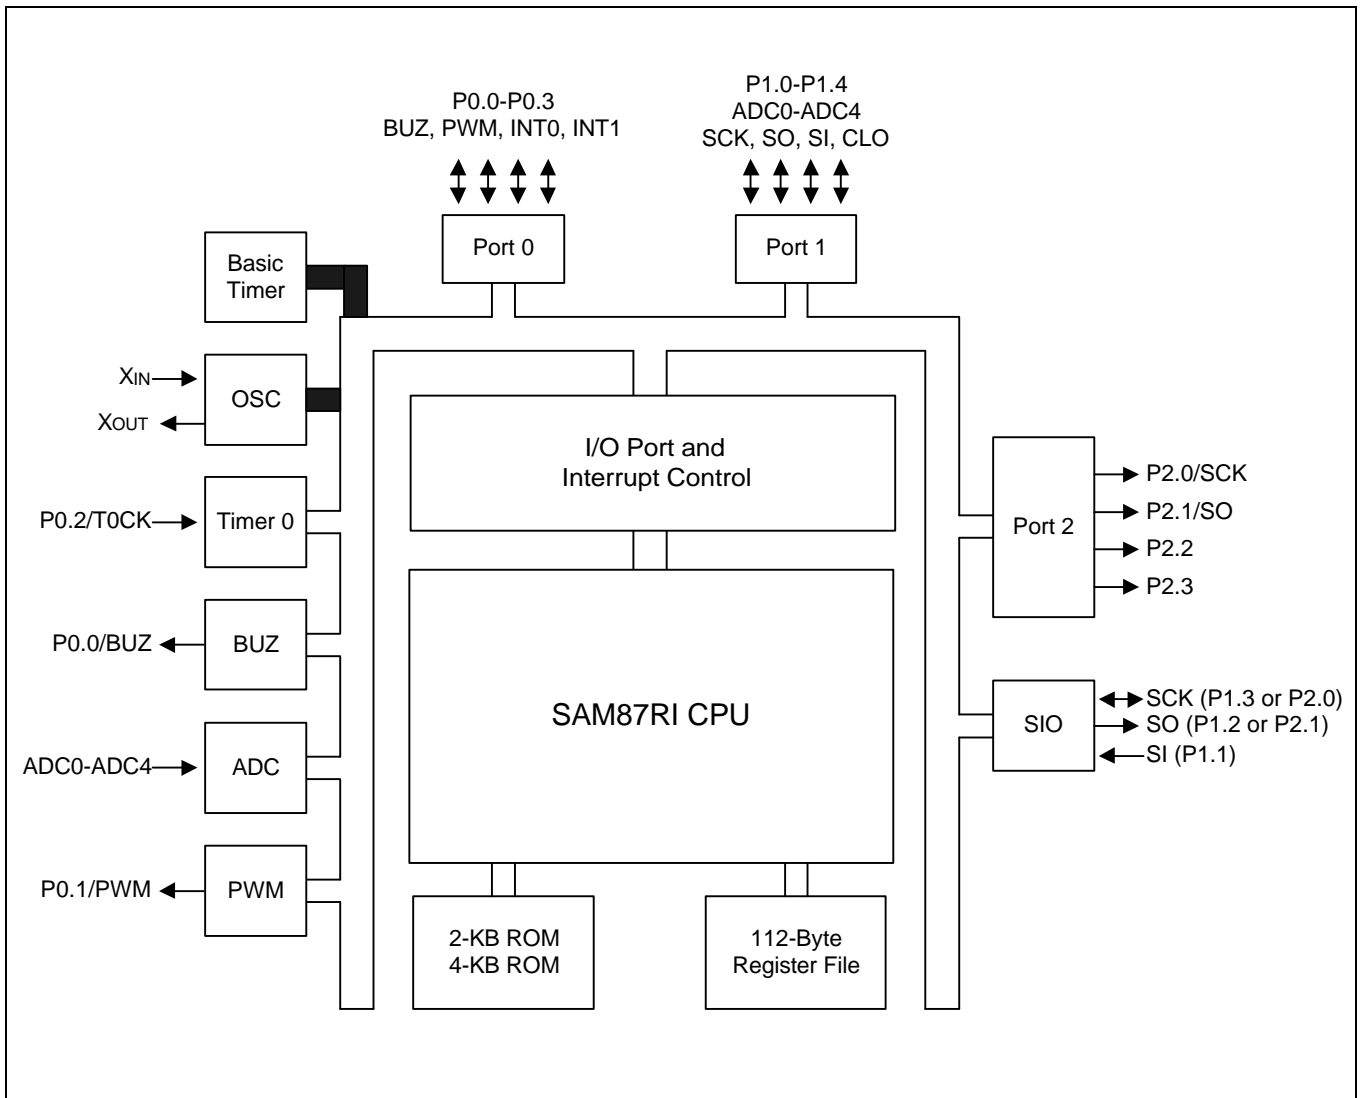 P0.0-P0.3
BUZ, PWM, INT0, INT1
P1.0-P1.4
ADC0-ADC4
SCK, SO, SI, CLO
Port 0
Port 1
Basic
Timer
XIN
XOUT
OSC
I/O Port and
Interrupt Control
P0.2/T0CK
Timer 0
Port 2
P2.0/SCK
P2.1/SO
P2.2
P2.3
P0.0/BUZ
BUZ
SAM87RI CPU
SIO
SCK (P1.3 or P2.0)
SO (P1.2 or P2.1)
SI (P1.1)
ADC0-ADC4
ADC
P0.1/PWM
PWM
2-KB ROM
4-KB ROM
112-Byte
Register File